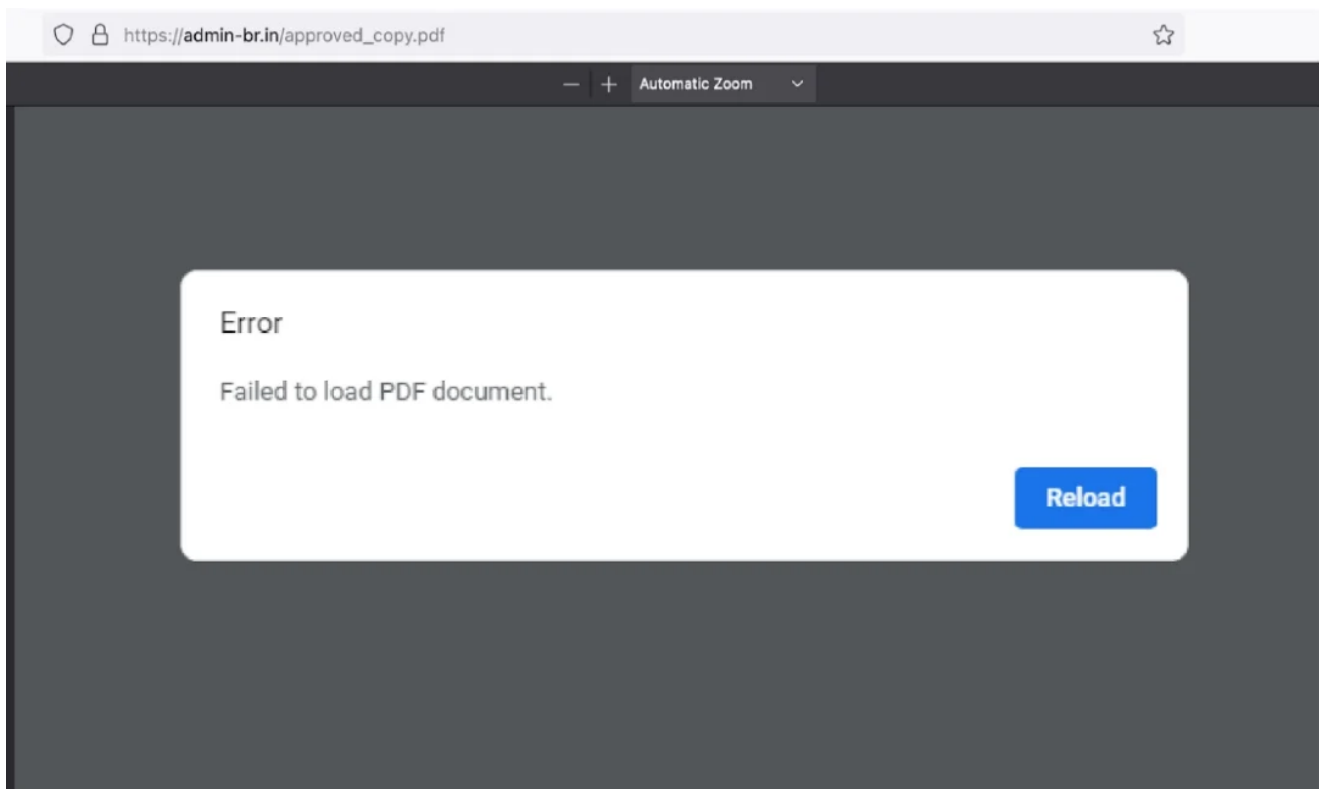 https://admin-br.in/approved_copy.pdf
Automatic Zoom
Error
Failed to load PDF document.
Reload